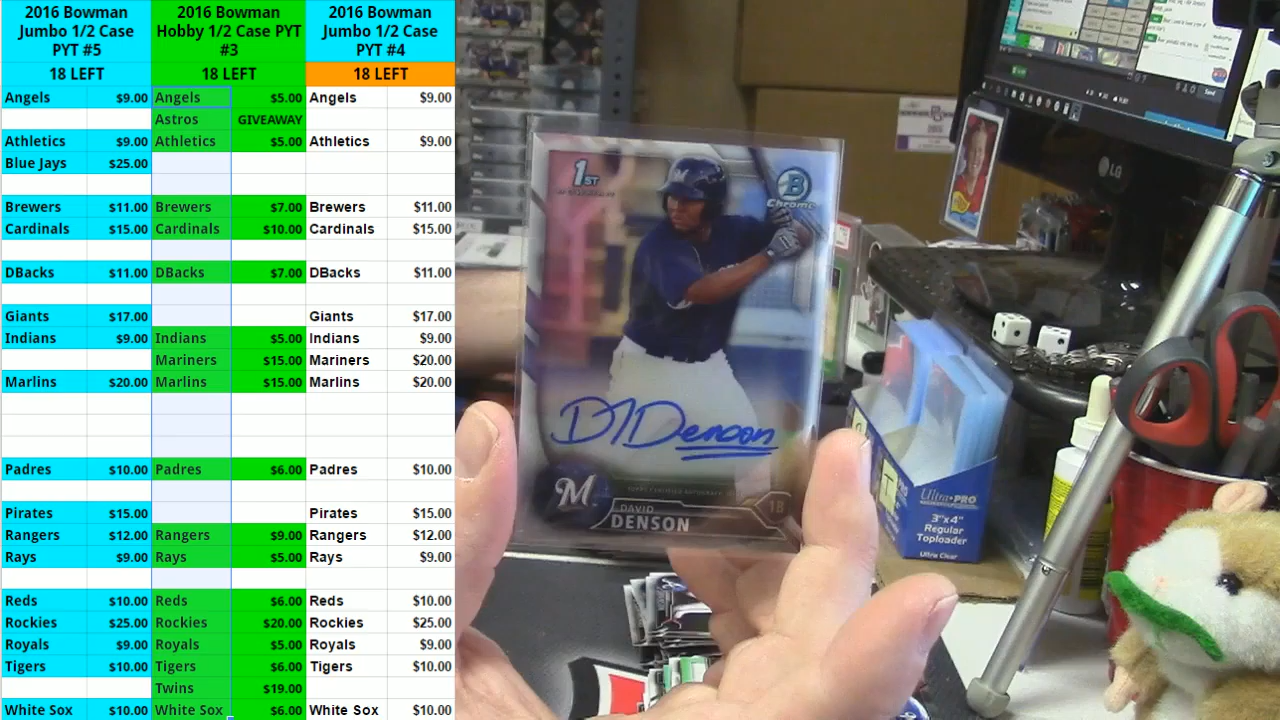 2016 Bowman Jumbo 1/2 Case PYT #5
18 LEFT
Angels $9.00
Athletics $9.00
Blue Jays $25.00
Brewers $11.00
Cardinals $15.00
DBacks $11.00
Giants $17.00
Indians $9.00
Marlins $20.00
Padres $10.00
Pirates $15.00
Rangers $12.00
Rays $9.00
Reds $10.00
Rockies $25.00
Royals $9.00
Tigers $10.00
White Sox $10.00
2016 Bowman Hobby 1/2 Case PYT #3
18 LEFT
Angels $5.00
Astros GIVEAWAY
Athletics $5.00
Brewers $7.00
Cardinals $10.00
DBacks $7.00
Indians $5.00
Mariners $15.00
Marlins $15.00
Padres $6.00
Rangers $9.00
Rays $5.00
Reds $6.00
Rockies $20.00
Royals $5.00
Tigers $6.00
Twins $19.00
White Sox $6.00
2016 Bowman Jumbo 1/2 Case PYT #4
18 LEFT
Angels $9.00
Athletics $9.00
Brewers $11.00
Cardinals $15.00
DBacks $11.00
Giants $17.00
Indians $9.00
Mariners $20.00
Marlins $20.00
Padres $10.00
Pirates $15.00
Rangers $12.00
Rays $9.00
Reds $10.00
Rockies $25.00
Royals $9.00
Tigers $10.00
White Sox $10.00
1ST
B
Chrome
M
DJ Denson
M
DAVID
DENSON
1B
LG
Ultra·PRO
3"x4"
Regular
Toploader
Ultra Clear